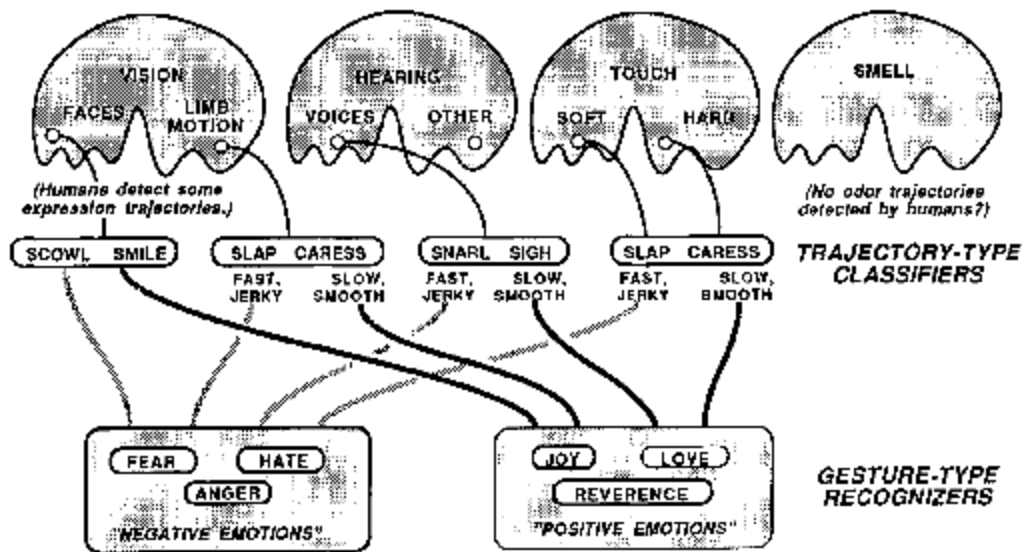 VISION
FACES
LIMB
MOTION
HEARING
VOICES
OTHER
TOUCH
SOFT
HARD
SMELL
(Humans detect some
expression trajectories.)
(No odor trajectories
detected by humans?)
SCOWL SMILE
SLAP CARESS
SNARL SIGH
SLAP CARESS
TRAJECTORY-TYPE
CLASSIFIERS
FAST,
JERKY
SLOW,
SMOOTH
FAST,
JERKY
SLOW,
SMOOTH
FAST,
JERKY
SLOW,
SMOOTH
FEAR
HATE
ANGER
"NEGATIVE EMOTIONS"
JOY
LOVE
REVERENCE
"POSITIVE EMOTIONS"
GESTURE-TYPE
RECOGNIZERS